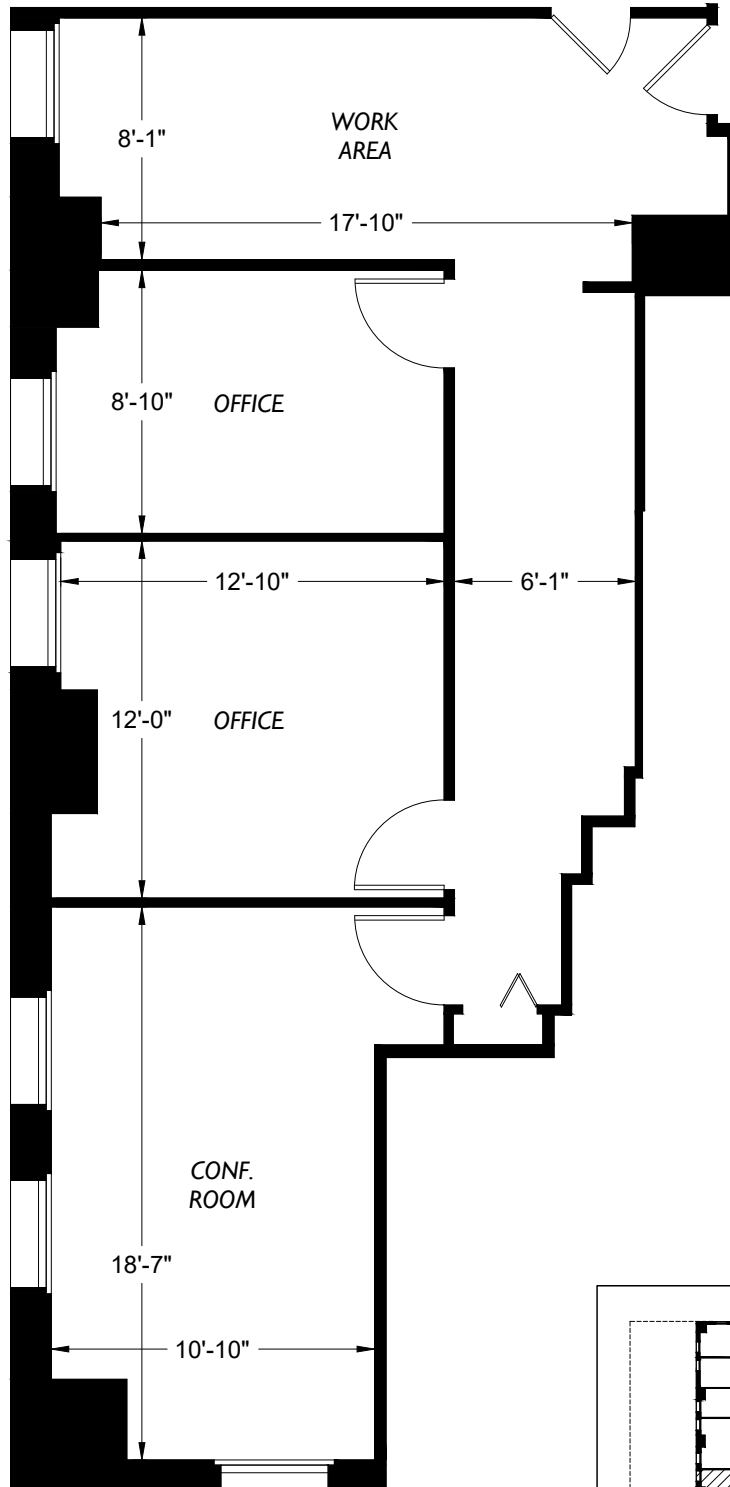 WORK
AREA
8'-1"
17'-10"
8'-10"
OFFICE
12'-10"
6'-1"
12'-0"
OFFICE
CONF.
ROOM
18'-7"
10'-10"